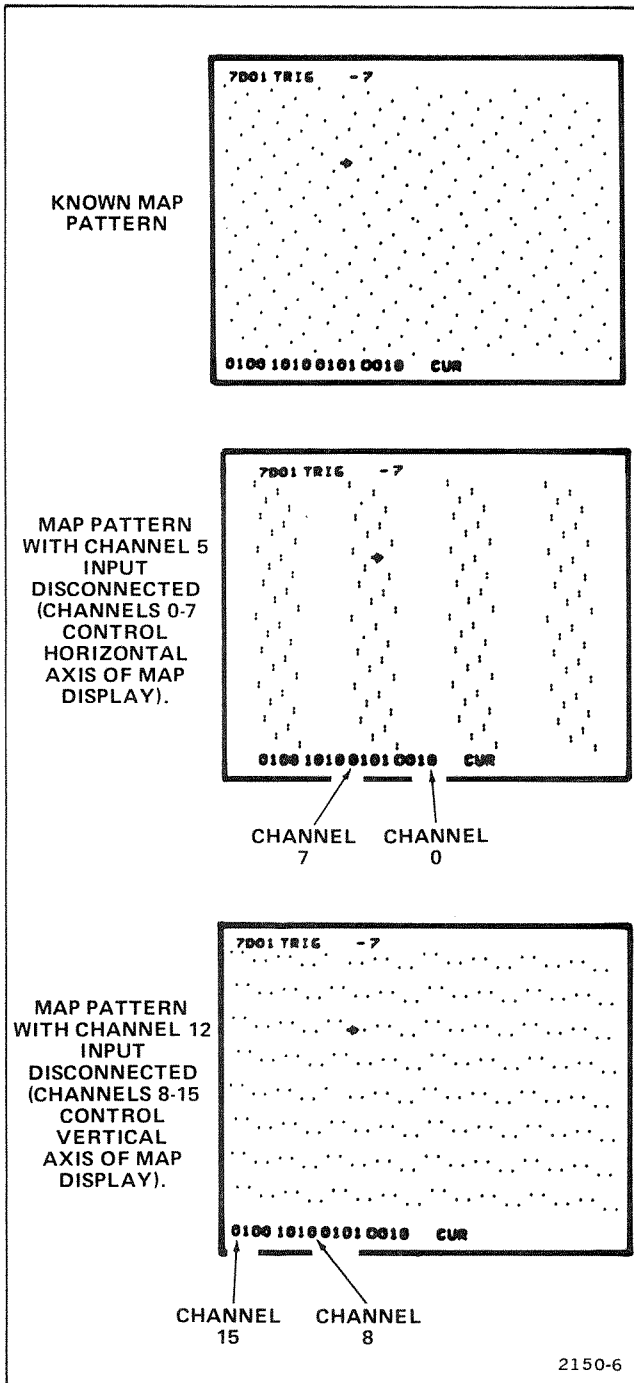 7D01 TRIG -7
KNOWN MAP
PATTERN
0100 1010 0101 0010 CUR
7D01 TRIG -7
MAP PATTERN
WITH CHANNEL 5
INPUT
DISCONNECTED
(CHANNELS 0-7
CONTROL
HORIZONTAL
AXIS OF MAP
DISPLAY).
0100 1010 0101 0010 CUR
CHANNEL
7
CHANNEL
0
7D01 TRIG -7
MAP PATTERN
WITH CHANNEL 12
INPUT
DISCONNECTED
(CHANNELS 8-15
CONTROL
VERTICAL
AXIS OF MAP
DISPLAY).
0100 1010 0101 0010 CUR
CHANNEL
15
CHANNEL
8
2150-6